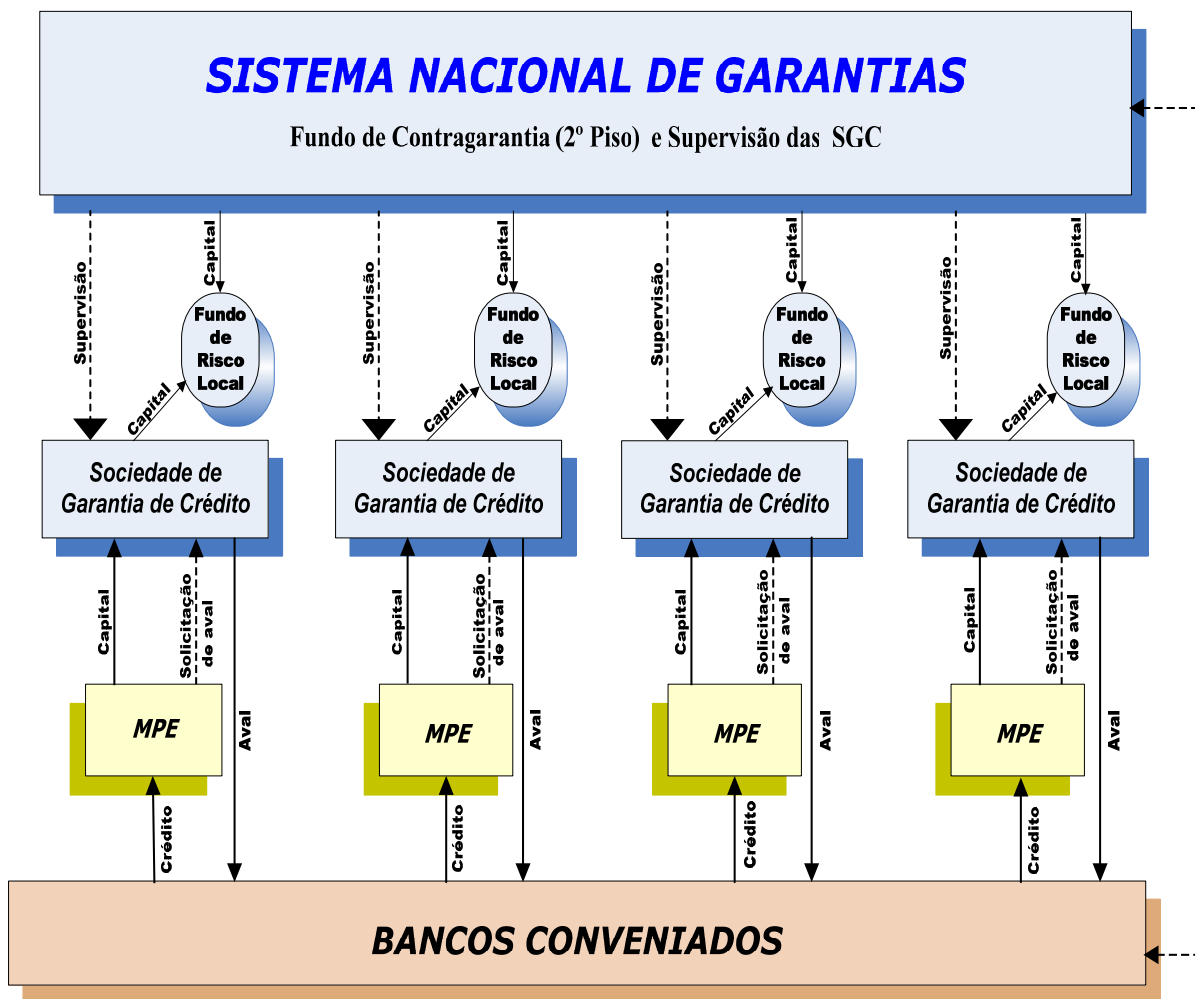 SISTEMA NACIONAL DE GARANTIAS
Fundo de Contragarantia (2º Piso) e Supervisão das SGC
Supervisão
Capital
Supervisão
Capital
Supervisão
Capital
Supervisão
Capital
Fundo
de
Risco
Local
Fundo
de
Risco
Local
Fundo
de
Risco
Local
Fundo
de
Risco
Local
Capital
Capital
Capital
Capital
Sociedade de
Garantia de Crédito
Sociedade de
Garantia de Crédito
Sociedade de
Garantia de Crédito
Sociedade de
Garantia de Crédito
Capital
Solicitação
de aval
Capital
Solicitação
de aval
Capital
Solicitação
de aval
Capital
Solicitação
de aval
MPE
Aval
MPE
Aval
MPE
Aval
MPE
Aval
Crédito
Crédito
Crédito
Crédito
BANCOS CONVENIADOS